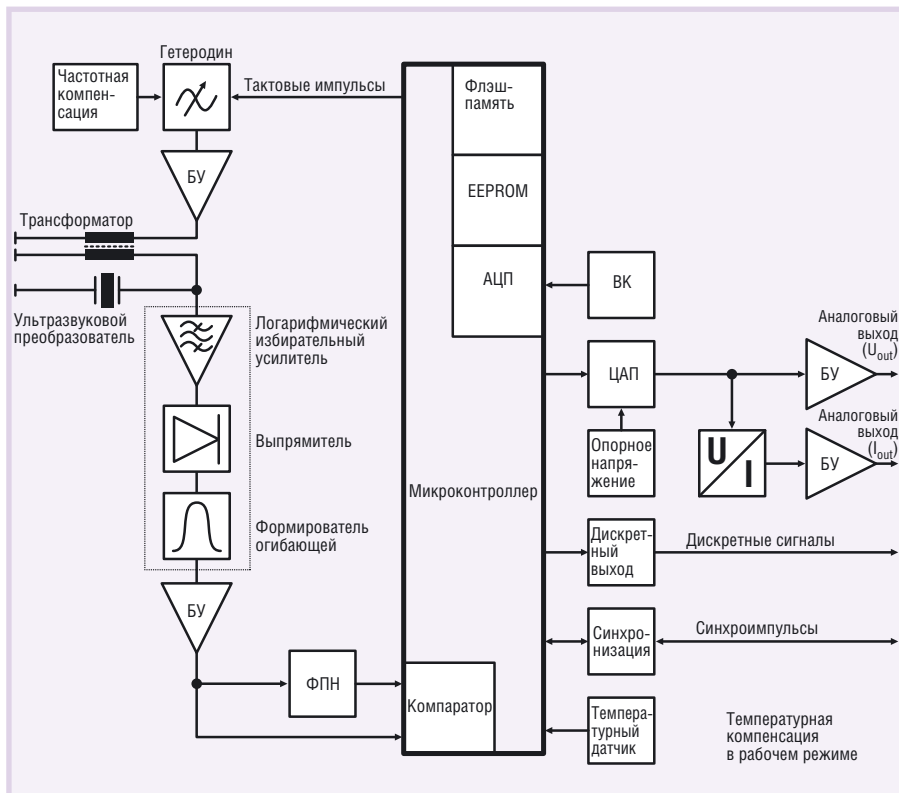 Гетеродин
Частотная
компен-
сация
Тактовые импульсы
БУ
Трансформатор
Ультразвуковой
преобразователь
Логарифмический
избирательный
усилитель
Выпрямитель
Формирователь
огибающей
БУ
ФПН
Флэш-
память
EEPROM
АЦП
Микроконтроллер
Компаратор
ВК
ЦАП
Опорное
напря-
жение
U
I
БУ
Аналоговый
выход
(Uout)
БУ
Аналоговый
выход
(Iout)
Дискрет-
ный
выход
Дискретные сигналы
Синхро-
низация
Синхроимпульсы
Темпера-
турный
датчик
Температурная
компенсация
в рабочем режиме